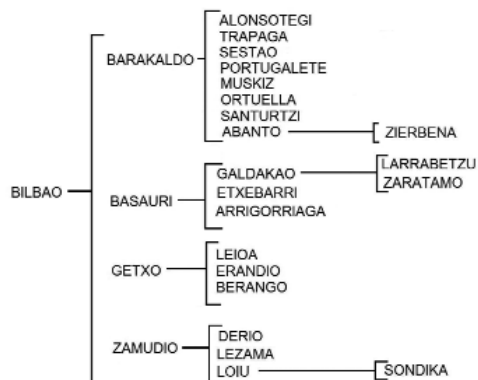 BILBAO
BARAKALDO
ALONSOTEGI
TRAPAGA
SESTAO
PORTUGALETE
MUSKIZ
ORTUELLA
SANTURTZI
ABANTO
ZIERBENA
BASAURI
GALDAKAO
LARRABETZU
ZARATAMO
ETXEBARRI
ARRIGORRIAGA
GETXO
LEIOA
ERANDIO
BERANGO
ZAMUDIO
DERIO
LEZAMA
LOIU
SONDIKA